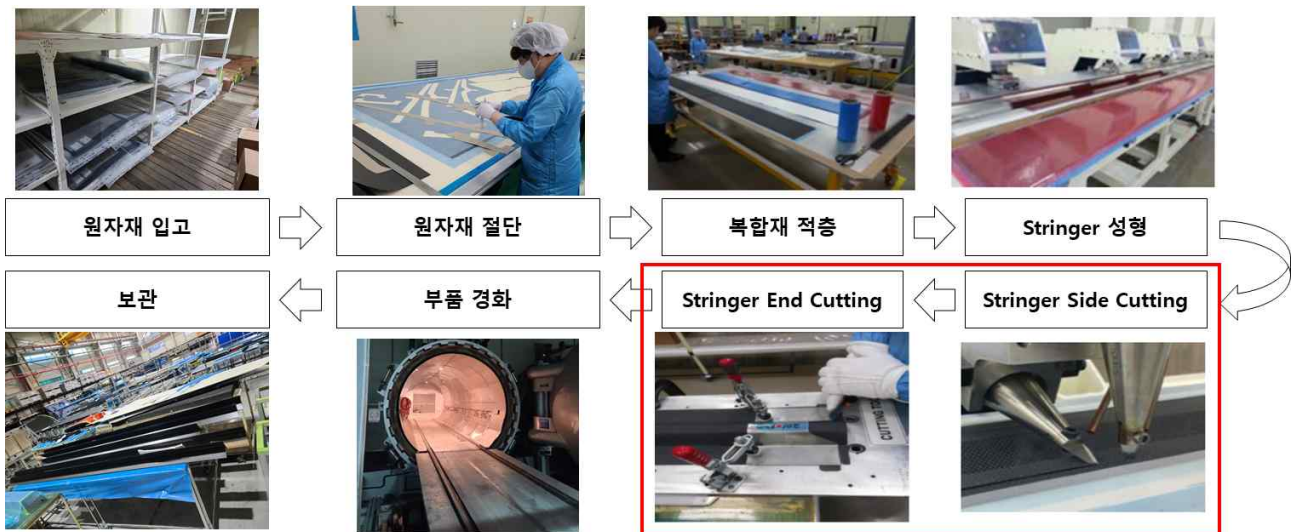 원자재 입고
원자재 절단
복합재 적층
Stringer 성형
Stringer Side Cutting
Stringer End Cutting
부품 경화
보관